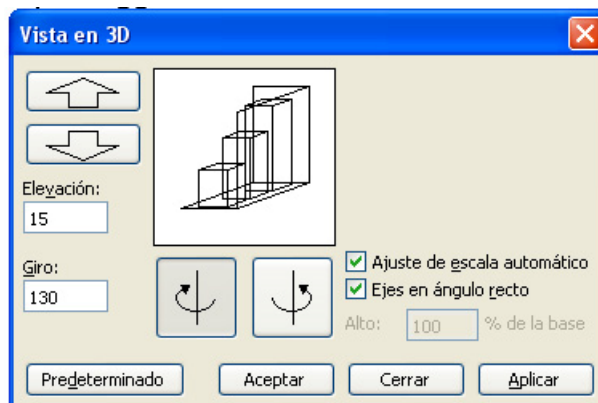 Vista en 3D
Elevación:
15
Giro:
130
Ajuste de escala automático
Ejes en ángulo recto
Alto: 100 % de la base
Predeterminado Aceptar Cerrar Aplicar